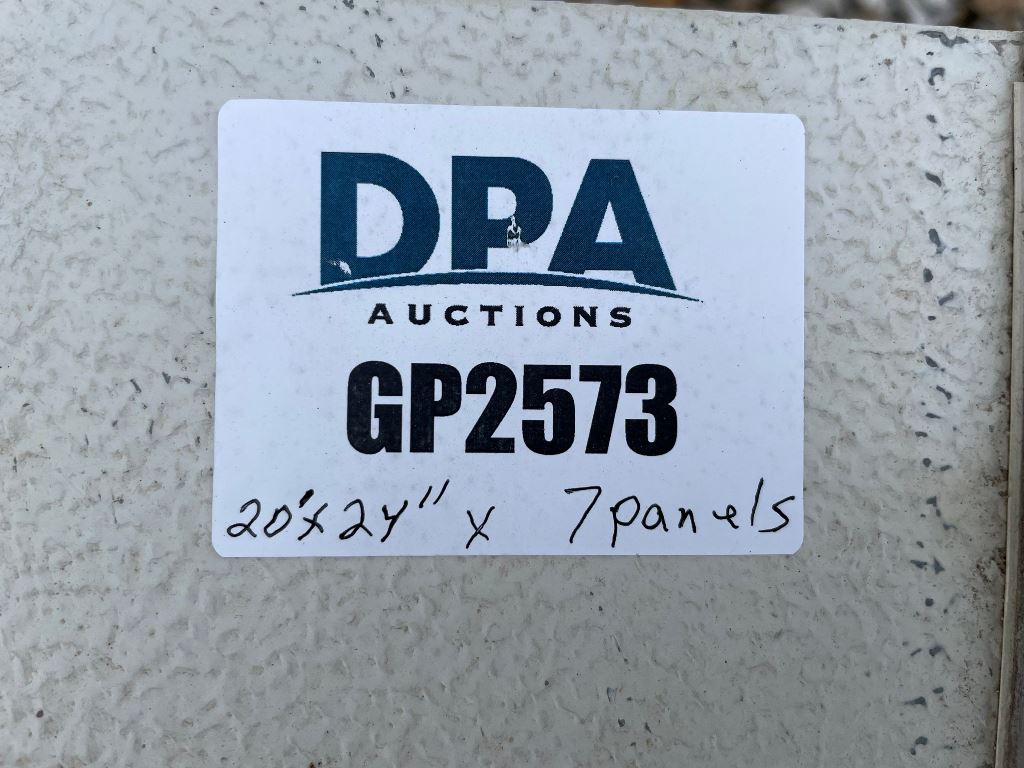 DPA
AUCTIONS
GP2573
20'x24" x 7panels